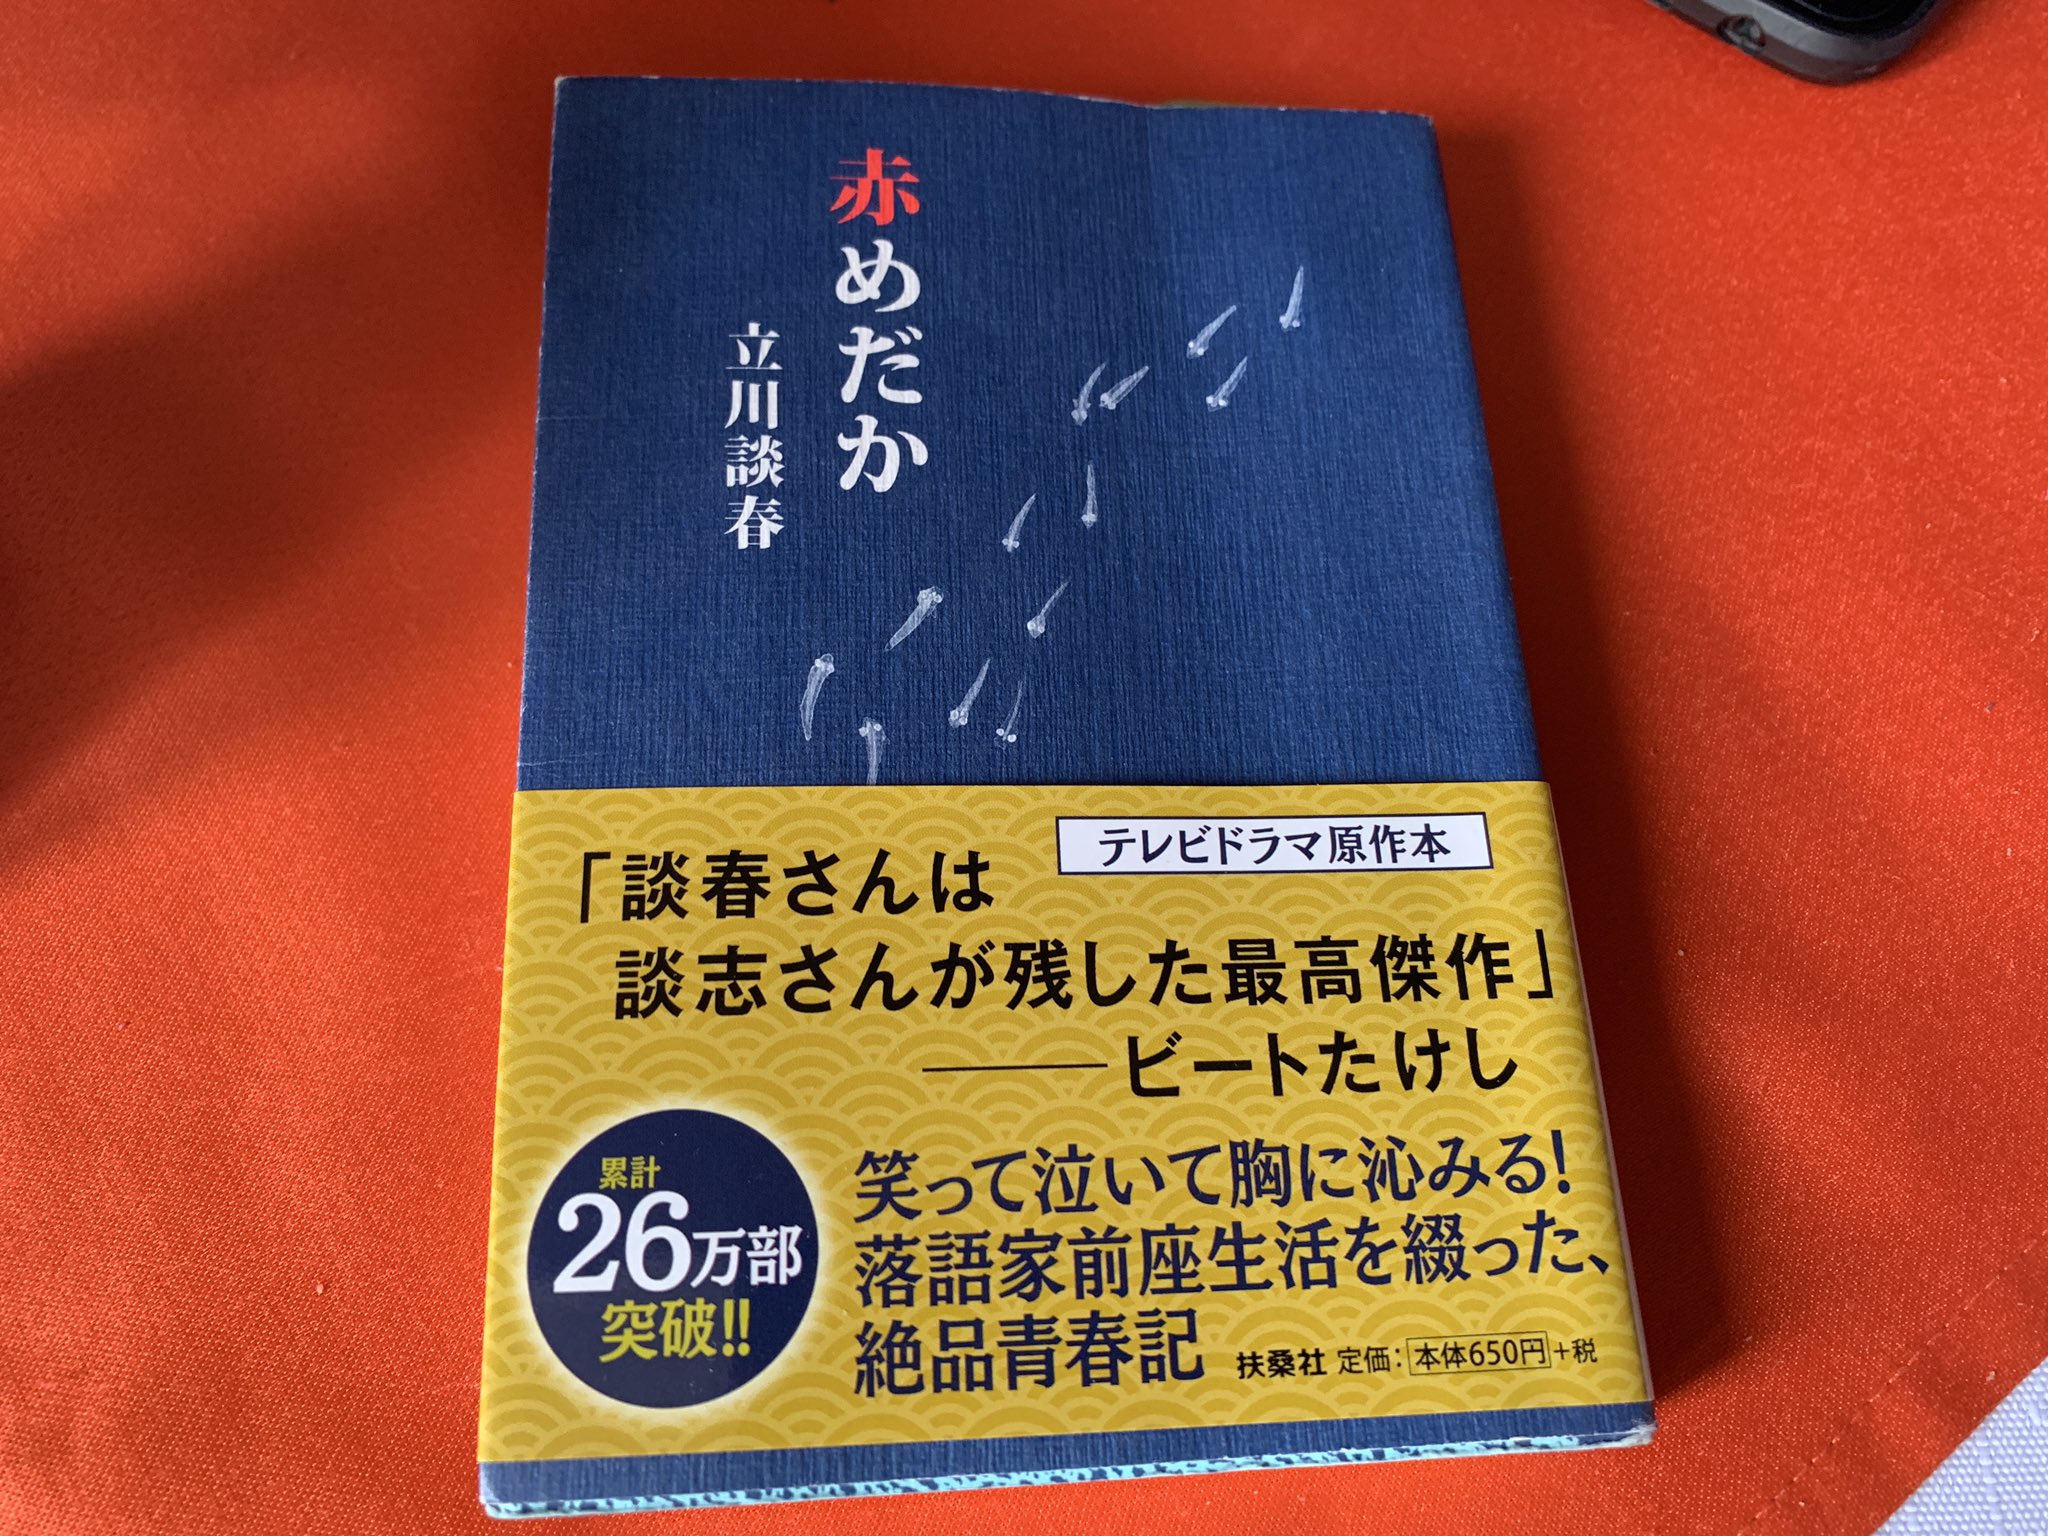 赤めだか
立川談春
テレビドラマ原作本
「談春さんは
談志さんが残した最高傑作」
――ビートたけし
累計
26万部
突破!!
笑って泣いて胸に沁みる!
落語家前座生活を綴った、
絶品青春記
扶桑社 定価:本体650円+税